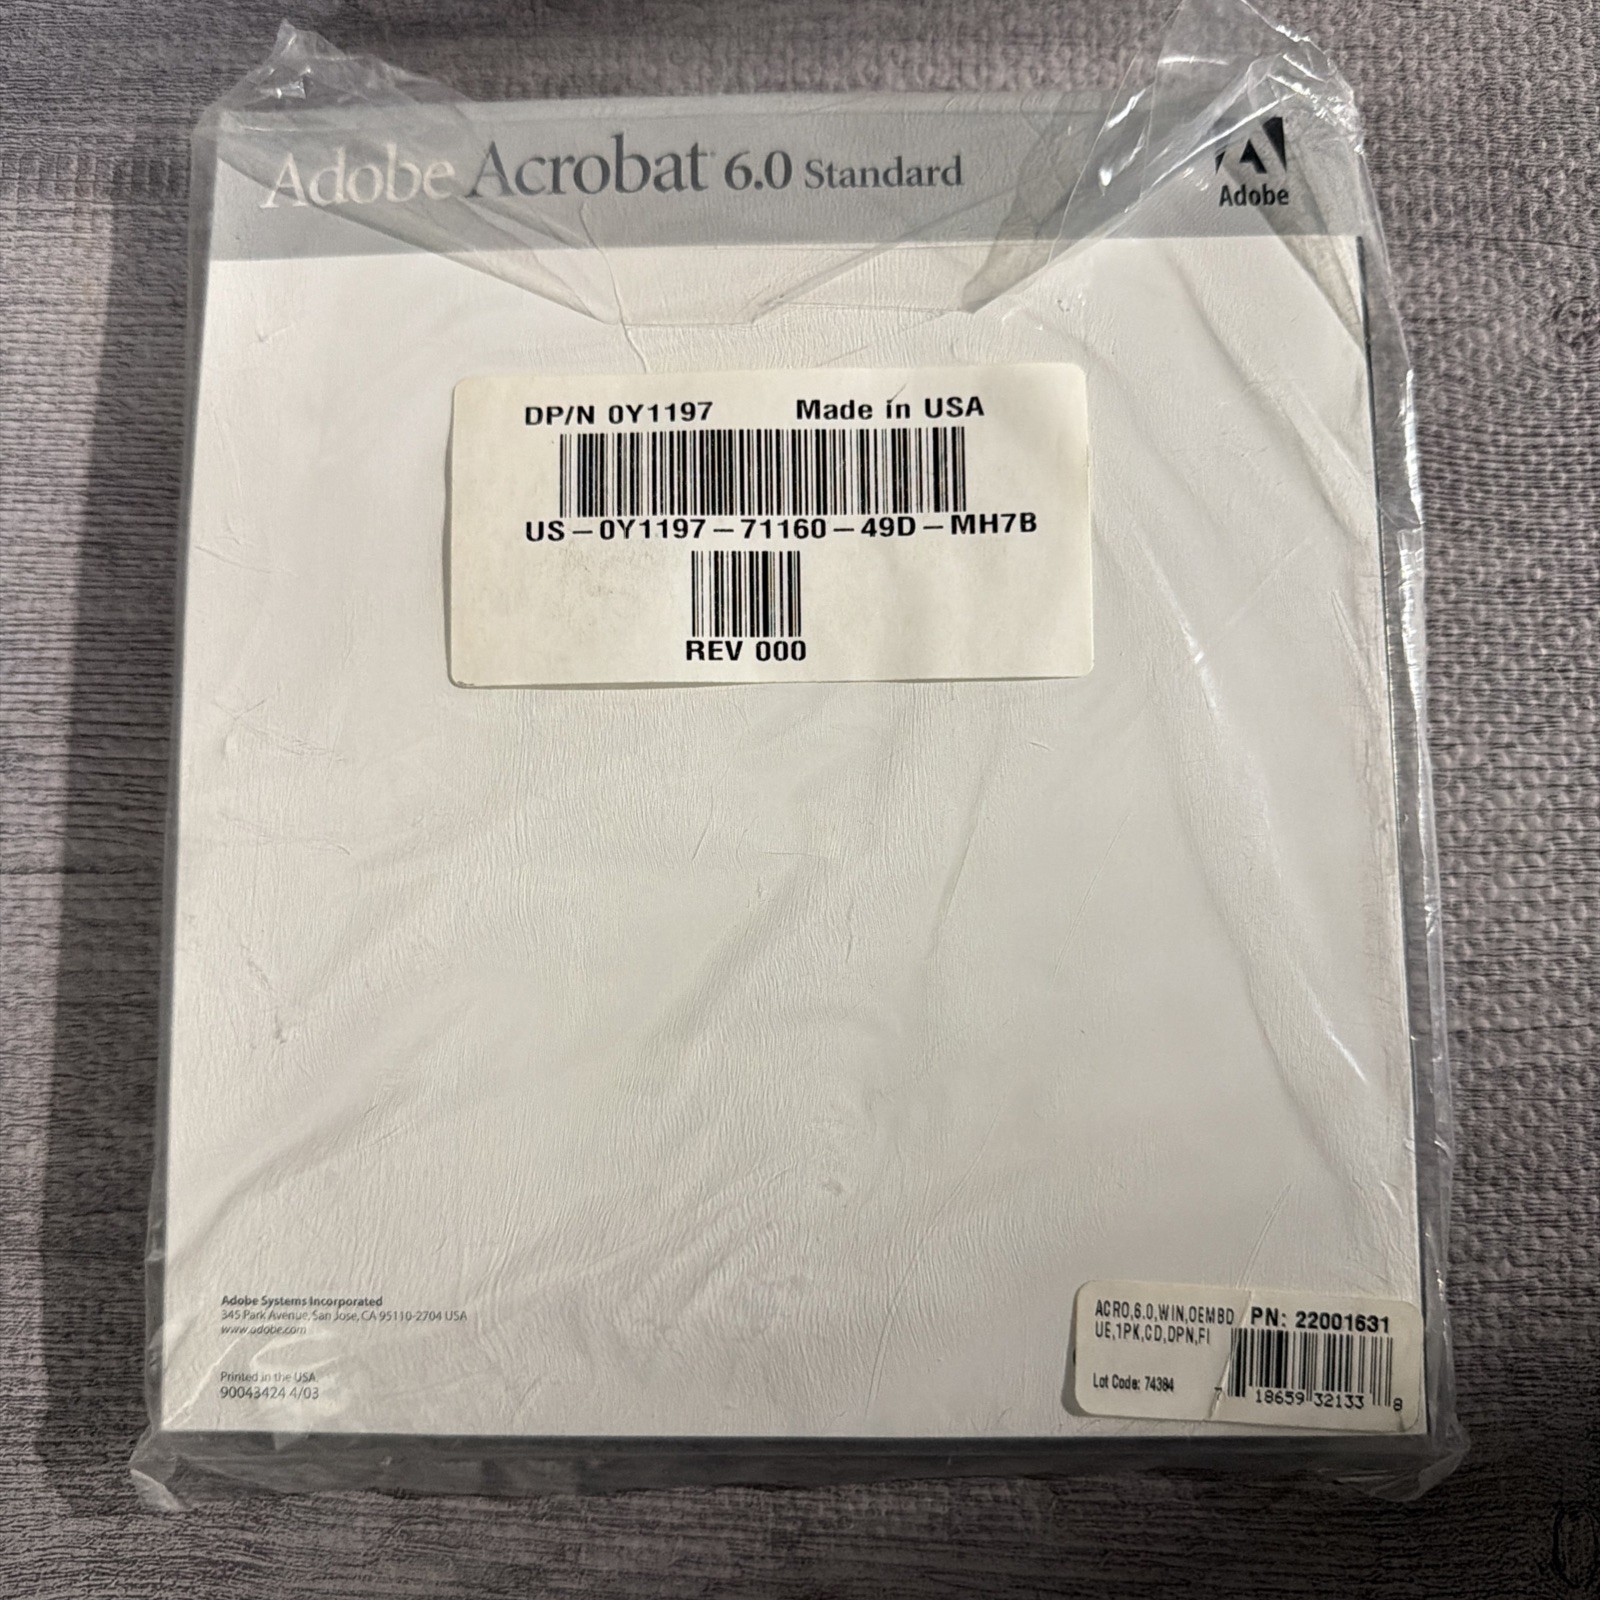 Adobe Acrobat 6.0 Standard
Adobe
DP/N 0Y1197 Made in USA
US-0Y1197-71160-49D-MH7B
REV 000
Adobe Systems Incorporated
345 Park Avenue, San Jose, CA 95110-2704 USA
www.adobe.com
Printed in the USA.
90043424 4/03
ACRO,6.0,WIN,OEMBD PN: 22001631
UE,1PK,CD,DPN,FI
Lot Code: 74384
7 18659 32133 8